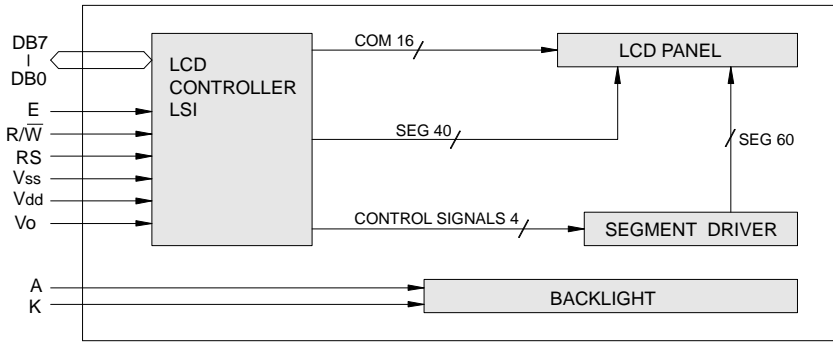 DB7
DB0
E
R/W̅
RS
Vss
Vdd
Vo
A
K
LCD
CONTROLLER
LSI
COM 16
SEG 40
CONTROL SIGNALS 4
LCD PANEL
SEG 60
SEGMENT DRIVER
BACKLIGHT